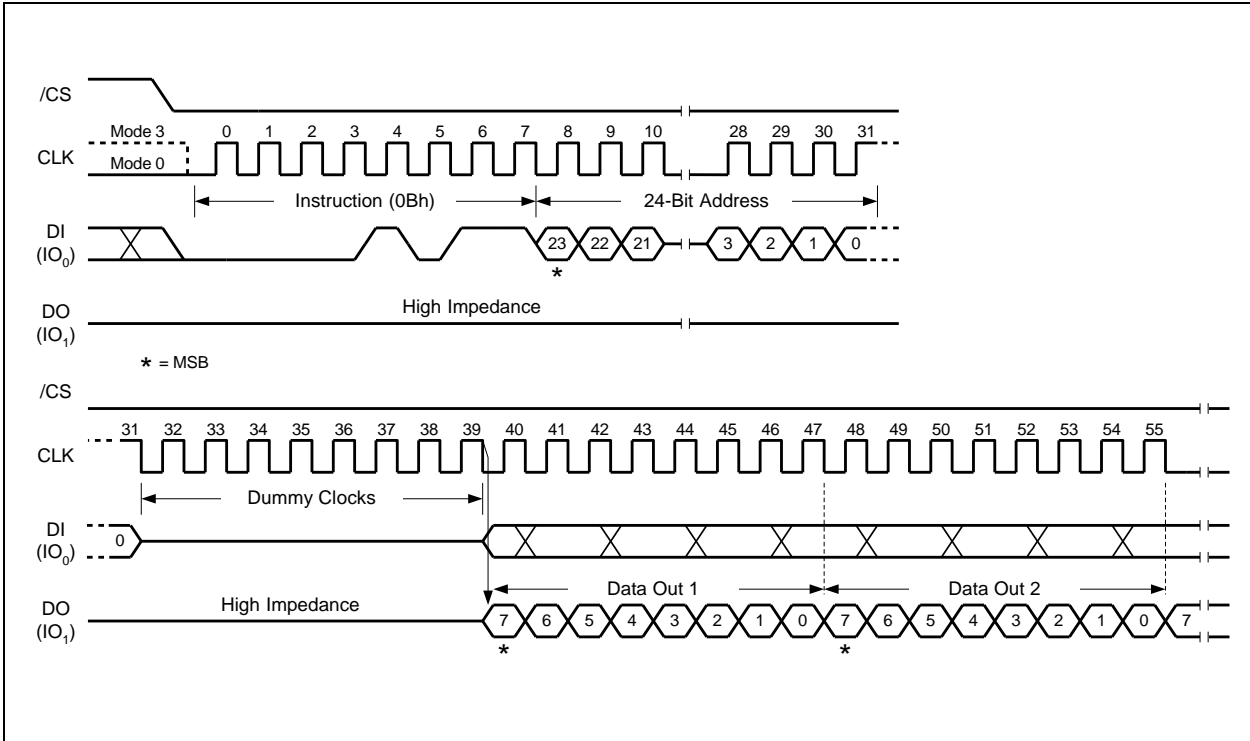 /CS
Mode 3 0 1 2 3 4 5 6 7 8 9 10 28 29 30 31
CLK
Mode 0
Instruction (0Bh) 24-Bit Address
DI
(IO0) 23 22 21 3 2 1 0
*
High Impedance
DO
(IO1)
* = MSB
/CS
31 32 33 34 35 36 37 38 39 40 41 42 43 44 45 46 47 48 49 50 51 52 53 54 55
CLK
Dummy Clocks
DI
(IO0) 0
Data Out 1 Data Out 2
High Impedance
DO
(IO1) 7 6 5 4 3 2 1 0 7 6 5 4 3 2 1 0 7
* *